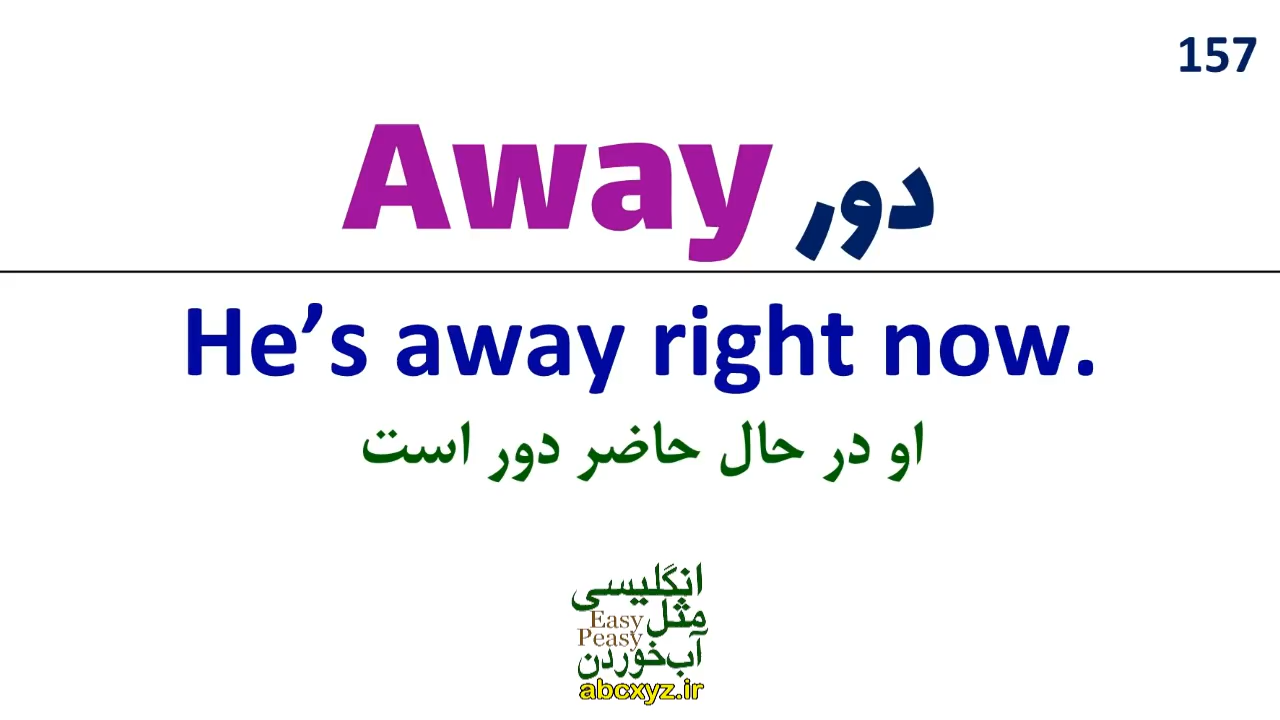 157
Away دور
He’s away right now.
او در حال حاضر دور است
انگلیسی
مثل
Easy
Peasy
آب‌خوردن
abcxyz.ir